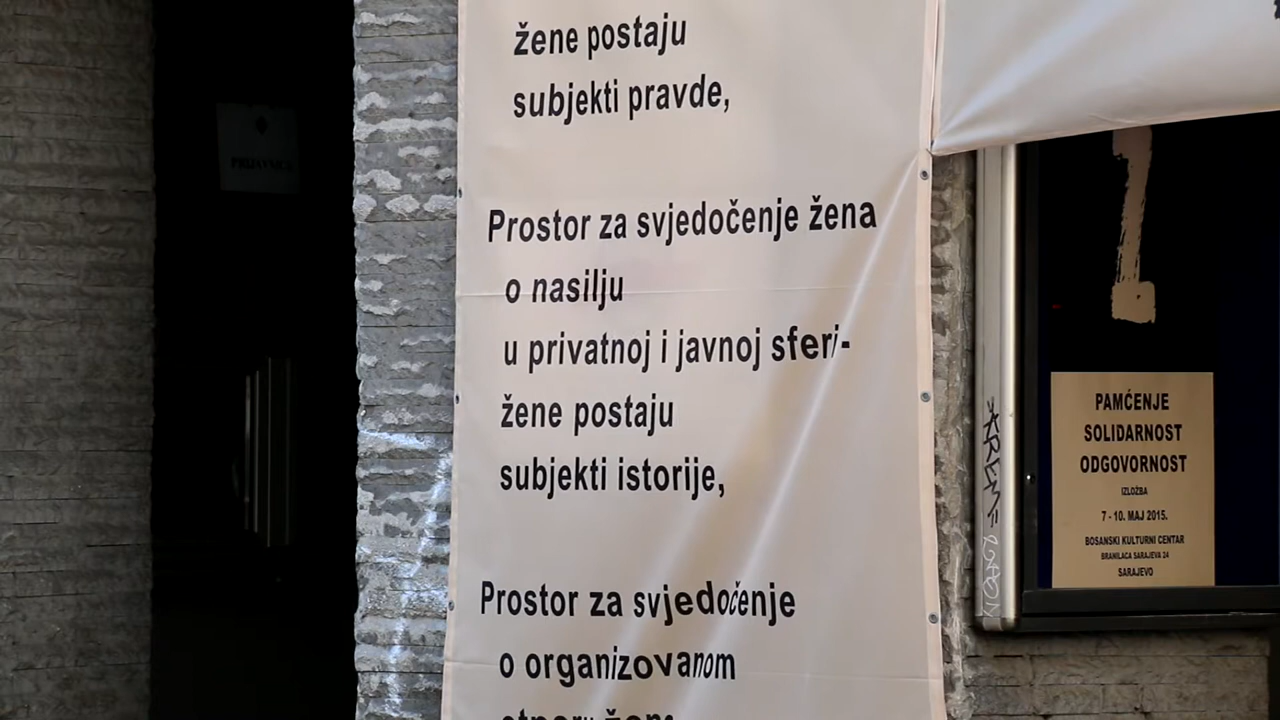 žene postaju
subjekti pravde,
Prostor za svjedočenje žena
o nasilju
u privatnoj i javnoj sferi-
žene postaju
subjekti istorije,
Prostor za svjedočenje
o organizovanom
PRIJAVNICA
PAMĆENJE
SOLIDARNOST
ODGOVORNOST
IZLOŽBA
7 - 10. MAJ 2015.
BOSANSKI KULTURNI CENTAR
BRANILACA SARAJEVA 24
SARAJEVO